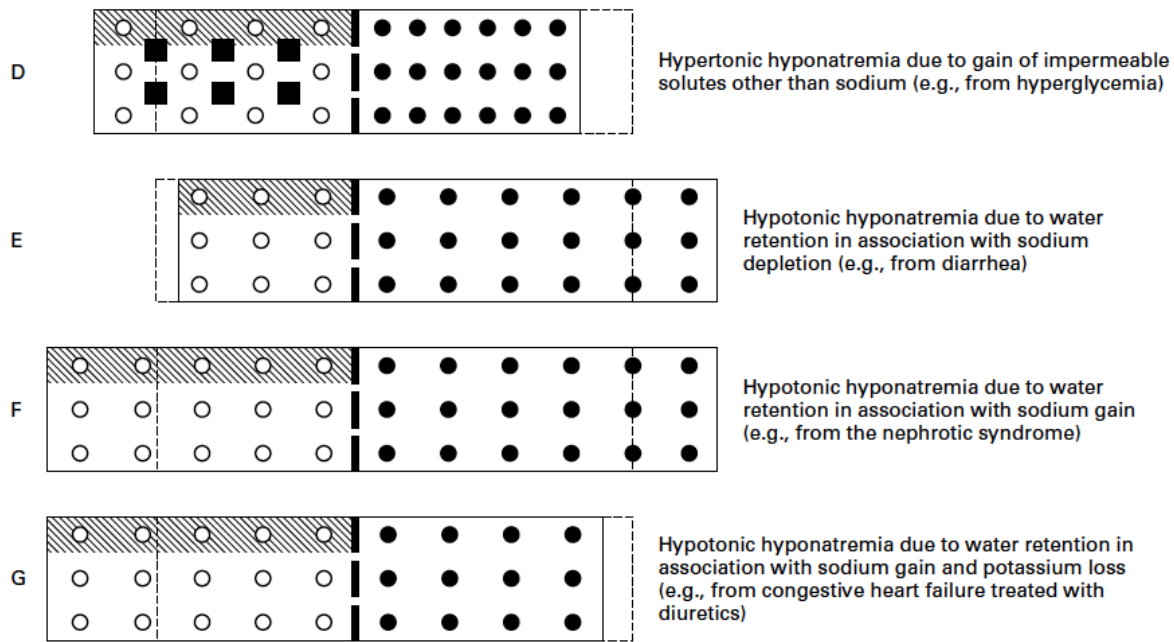 D
Hypertonic hyponatremia due to gain of impermeable
solutes other than sodium (e.g., from hyperglycemia)
E
Hypotonic hyponatremia due to water
retention in association with sodium
depletion (e.g., from diarrhea)
F
Hypotonic hyponatremia due to water
retention in association with sodium gain
(e.g., from the nephrotic syndrome)
G
Hypotonic hyponatremia due to water retention in
association with sodium gain and potassium loss
(e.g., from congestive heart failure treated with
diuretics)